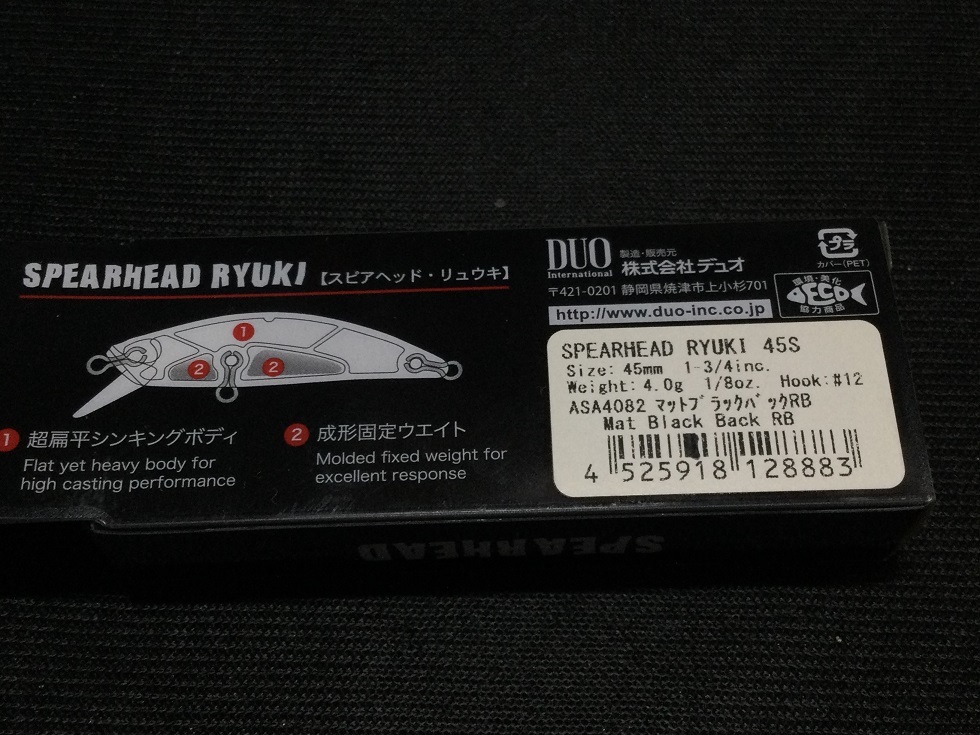 SPEARHEAD RYUKI 【スピアヘッド・リュウキ】
1
2
2
1 超扁平シンキングボディ
Flat yet heavy body for
high casting performance
2 成形固定ウエイト
Molded fixed weight for
excellent response
DUO
International
製造・販売元
株式会社デュオ
〒421-0201 静岡県焼津市上小杉701
http://www.duo-inc.co.jp
プラ
カバー(PET)
環境・美化
ECO
協力商品
SPEARHEAD RYUKI 45S
Size: 45mm 1-3/4inc.
Weight: 4.0g 1/8oz. Hook:#12
ASA4082 マットブラックバックRB
Mat Black Back RB
4 525918 128883
SPEARHEAD